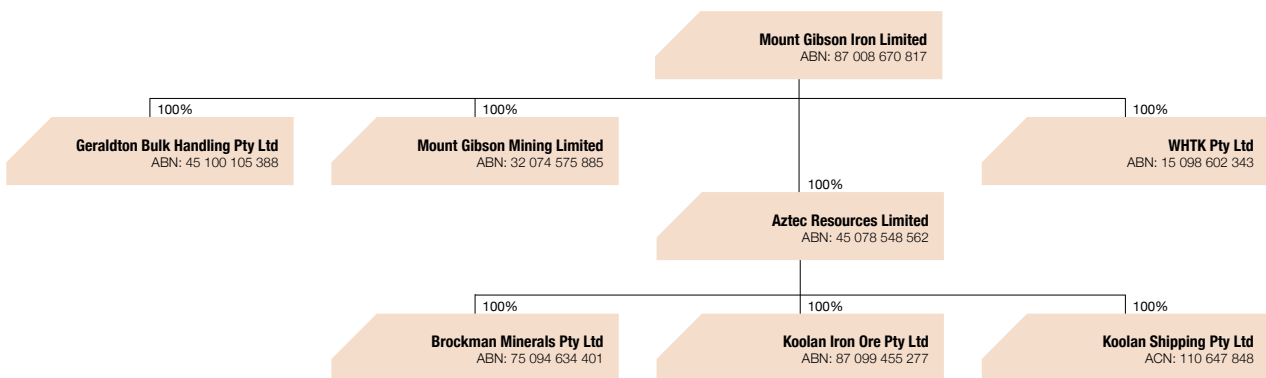 Mount Gibson Iron Limited
ABN: 87 008 670 817
100%
100%
100%
Geraldton Bulk Handling Pty Ltd
ABN: 45 100 105 388
Mount Gibson Mining Limited
ABN: 32 074 575 885
WHTK Pty Ltd
ABN: 15 098 602 343
100%
Aztec Resources Limited
ABN: 45 078 548 562
100%
100%
100%
Brockman Minerals Pty Ltd
ABN: 75 094 634 401
Koolan Iron Ore Pty Ltd
ABN: 87 099 455 277
Koolan Shipping Pty Ltd
ACN: 110 647 848